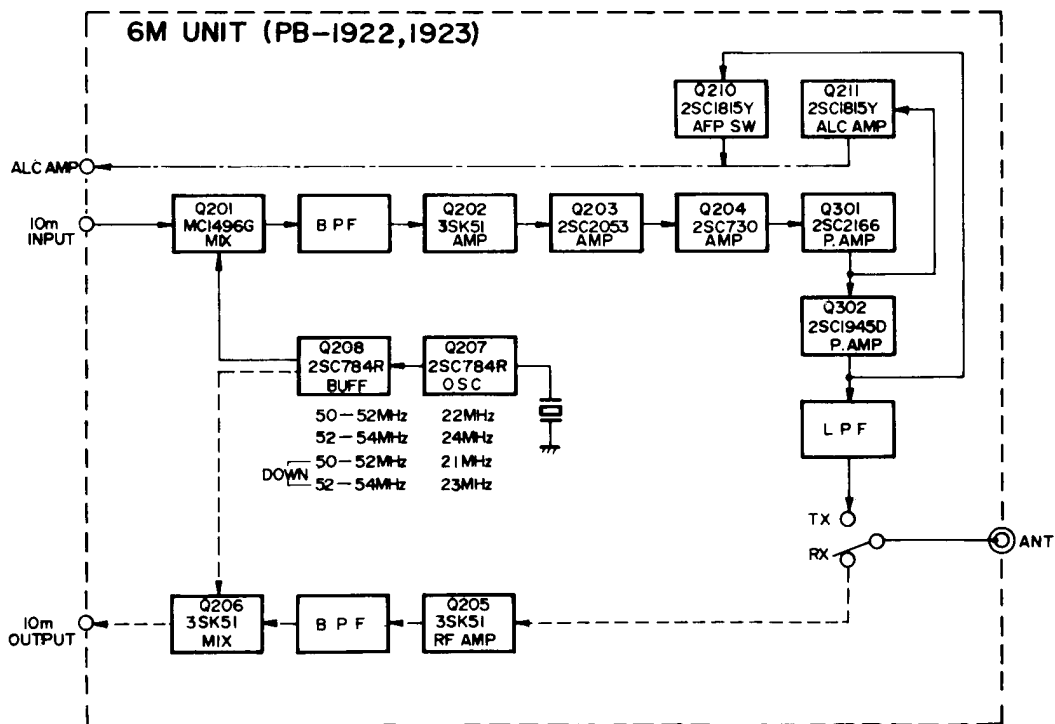 6M UNIT (PB-1922,1923)
Q210
2SC1815Y
AFP SW
Q211
2SC1815Y
ALC AMP
ALC AMP
10m
INPUT
Q201
MC1496G
MIX
BPF
Q202
3SK51
AMP
Q203
2SC2053
AMP
Q204
2SC730
AMP
Q301
2SC2166
P.AMP
Q302
2SC1945D
P.AMP
Q208
2SC784R
BUFF
Q207
2SC784R
OSC
50-52MHz 22MHz
52-54MHz 24MHz
DOWN
50-52MHz 21MHz
52-54MHz 23MHz
LPF
TX
RX
ANT
10m
OUTPUT
Q206
3SK51
MIX
BPF
Q205
3SK51
RF AMP